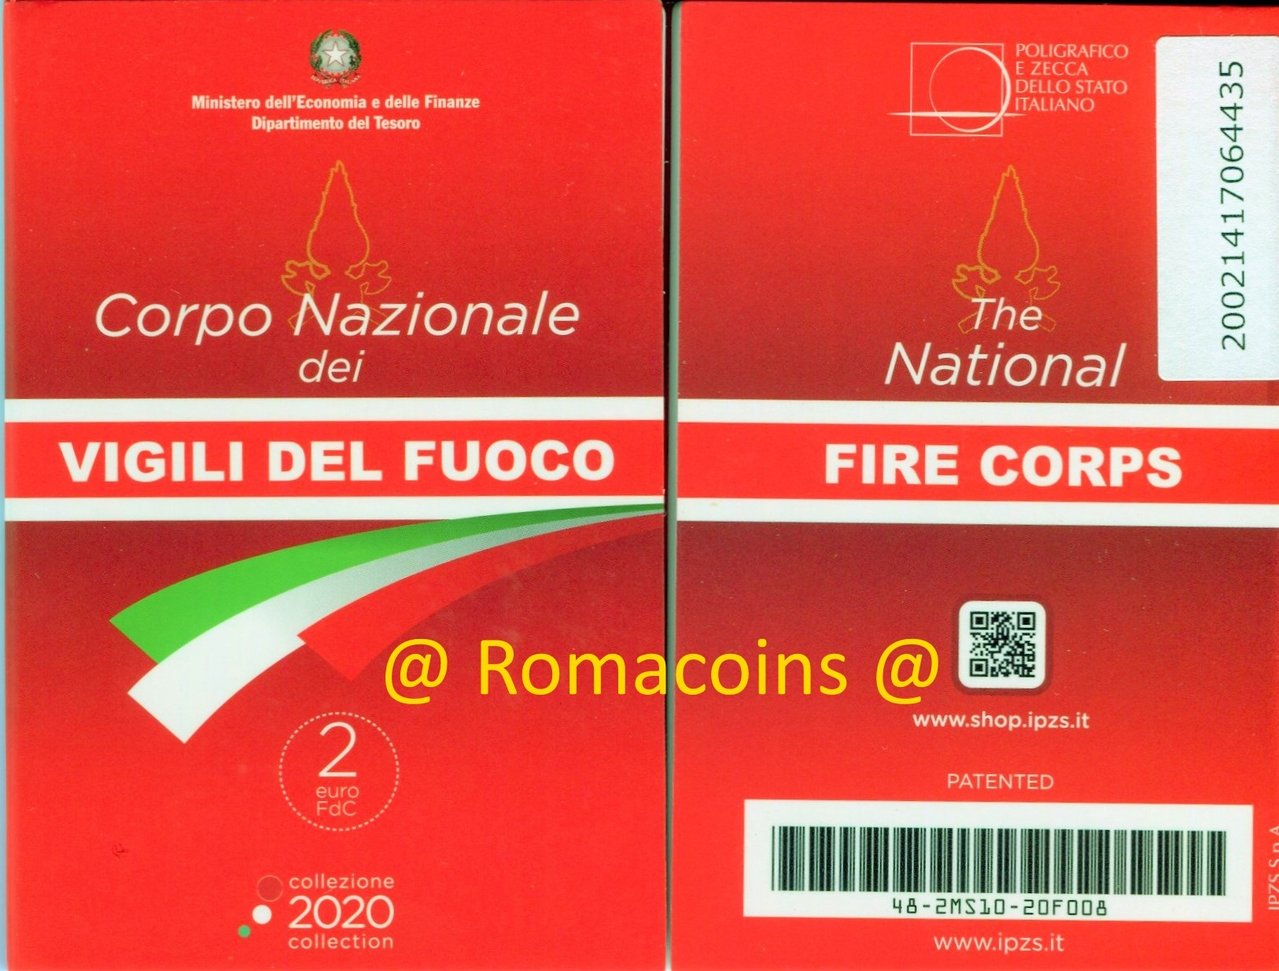 REPUBBLICA ITALIANA
Ministero dell'Economia e delle Finanze
Dipartimento del Tesoro
Corpo Nazionale
dei
VIGILI DEL FUOCO
2
euro
FdC
collezione
2020
collection
POLIGRAFICO
E ZECCA
DELLO STATO
ITALIANO
20021417064435
The
National
FIRE CORPS
@ Romacoins @
www.shop.ipzs.it
PATENTED
48-2MS10-20F008
www.ipzs.it
IPZS S.p.A.